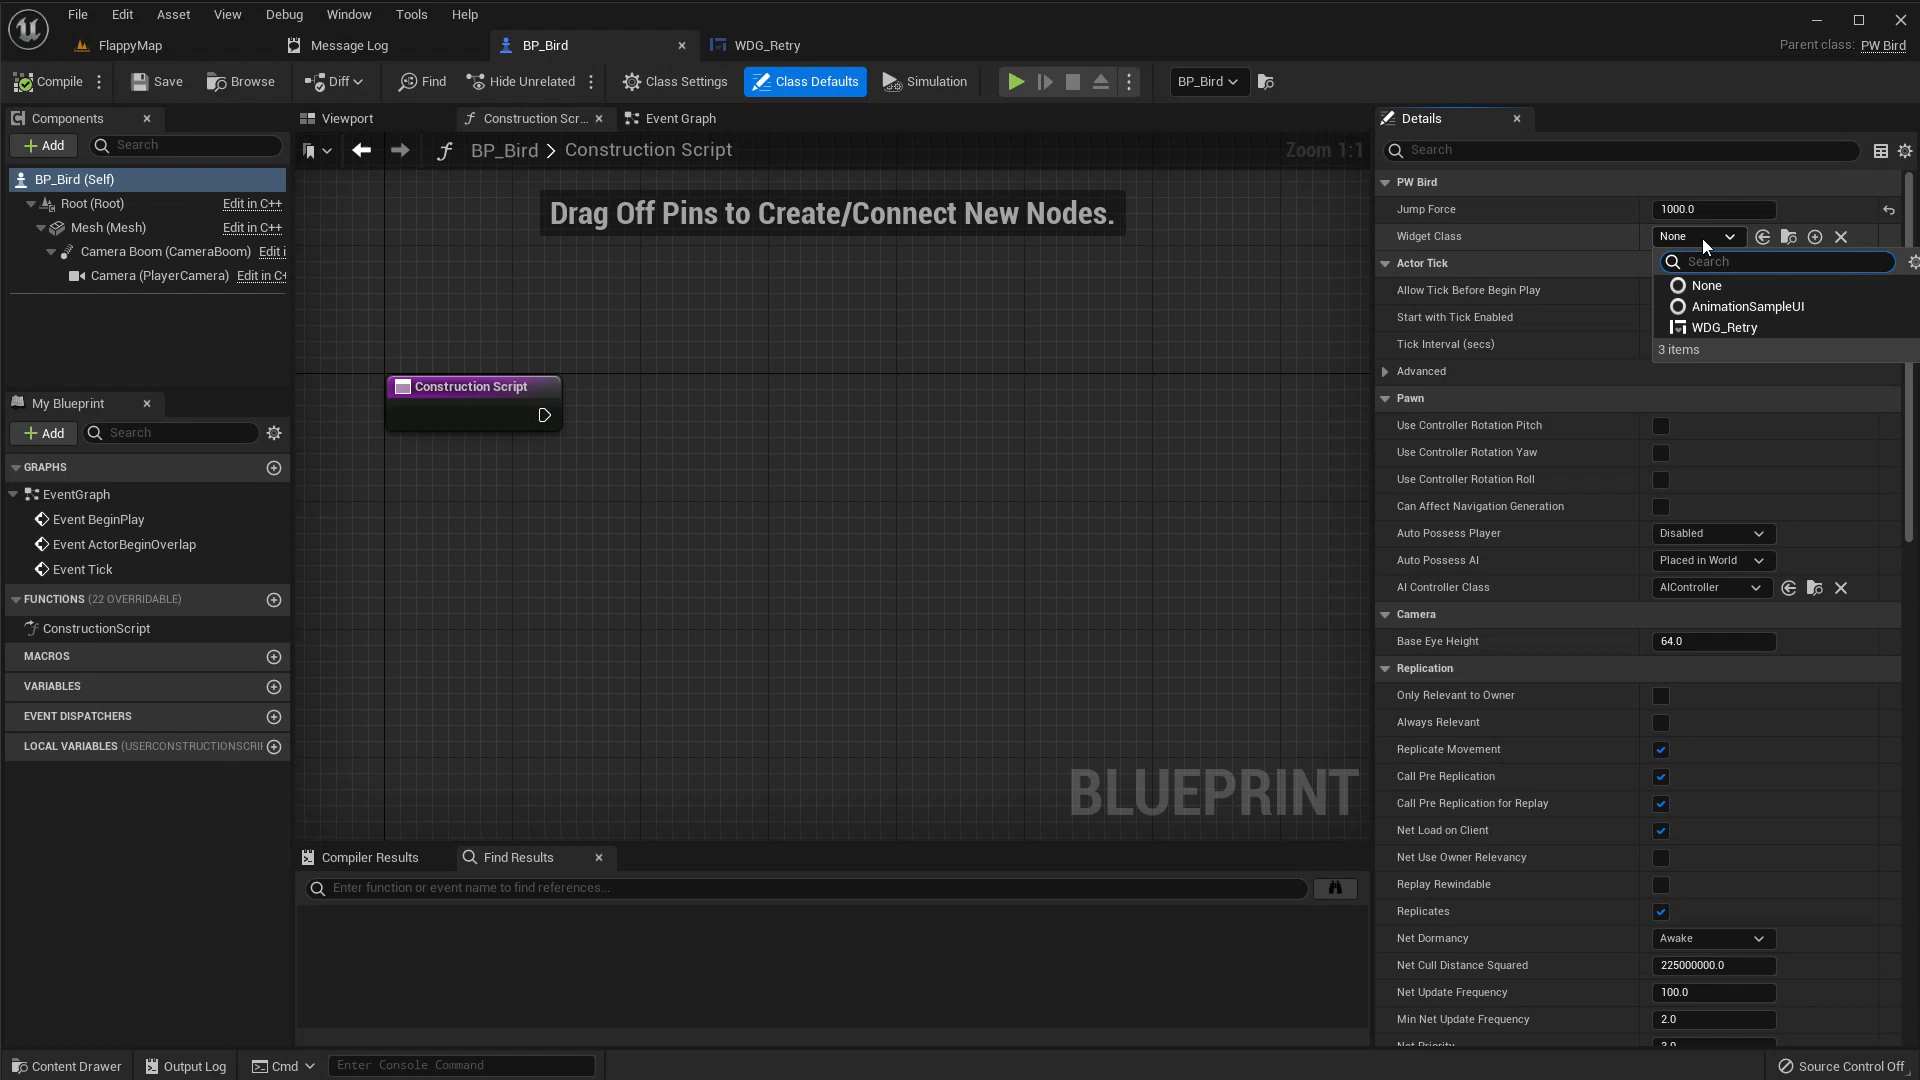 File Edit Asset View Debug Window Tools Help
FlappyMap Message Log BP_Bird WDG_Retry Parent class: PW Bird
Compile Save Browse Diff Find Hide Unrelated Class Settings Class Defaults Simulation BP_Bird
Components
Add Search
BP_Bird (Self)
Root (Root) Edit in C++
Mesh (Mesh) Edit in C++
Camera Boom (CameraBoom) Edit i
Camera (PlayerCamera) Edit in C+
My Blueprint
Add Search
GRAPHS
EventGraph
Event BeginPlay
Event ActorBeginOverlap
Event Tick
FUNCTIONS (22 OVERRIDABLE)
ConstructionScript
MACROS
VARIABLES
EVENT DISPATCHERS
LOCAL VARIABLES (USERCONSTRUCTIONSCRIF
Viewport Construction Scr... Event Graph
BP_Bird > Construction Script Zoom 1:1
Drag Off Pins to Create/Connect New Nodes.
Construction Script
BLUEPRINT
Compiler Results Find Results
Enter function or event name to find references...
Details
Search
PW Bird
Jump Force 1000.0
Widget Class None
Search
None
AnimationSampleUI
WDG_Retry
3 items
Actor Tick
Allow Tick Before Begin Play
Start with Tick Enabled
Tick Interval (secs)
Advanced
Pawn
Use Controller Rotation Pitch
Use Controller Rotation Yaw
Use Controller Rotation Roll
Can Affect Navigation Generation
Auto Possess Player Disabled
Auto Possess AI Placed in World
AI Controller Class AIController
Camera
Base Eye Height 64.0
Replication
Only Relevant to Owner
Always Relevant
Replicate Movement
Call Pre Replication
Call Pre Replication for Replay
Net Load on Client
Net Use Owner Relevancy
Replay Rewindable
Replicates
Net Dormancy Awake
Net Cull Distance Squared 225000000.0
Net Update Frequency 100.0
Min Net Update Frequency 2.0
Net Priority 3.0
Content Drawer Output Log Cmd Enter Console Command Source Control Off